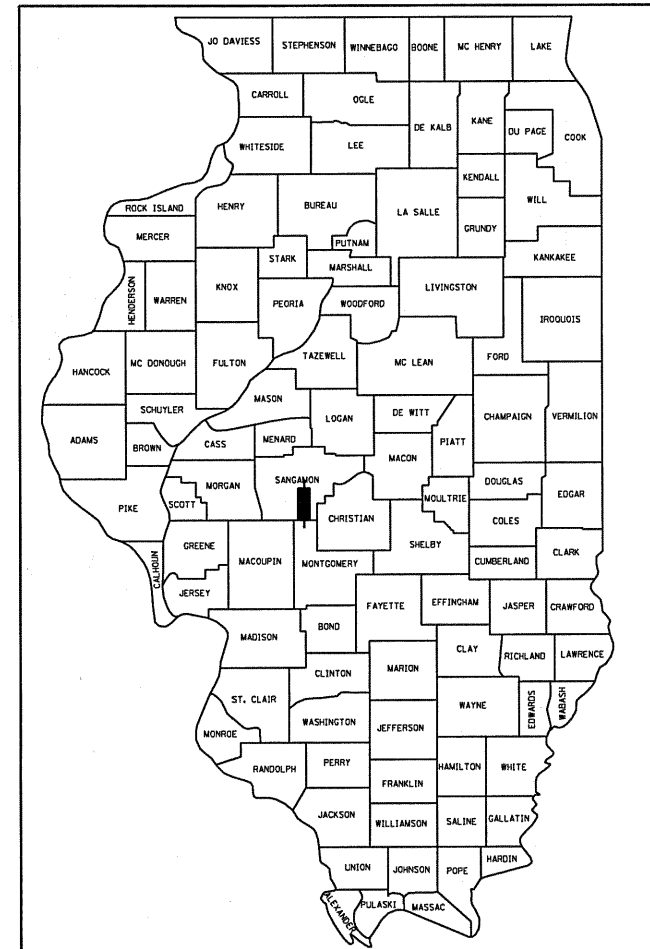 JO DAVIESS
STEPHENSON
WINNEBAGO
BOONE
MC HENRY
LAKE
CARROLL
OGLE
DE KALB
KANE
DU PAGE
COOK
WHITESIDE
LEE
KENDALL
WILL
ROCK ISLAND
HENRY
BUREAU
LA SALLE
GRUNDY
MERCER
PUTNAM
STARK
MARSHALL
KANKAKEE
HENDERSON
WARREN
KNOX
PEORIA
WOODFORD
LIVINGSTON
IROQUOIS
HANCOCK
MC DONOUGH
FULTON
TAZEWELL
MC LEAN
FORD
SCHUYLER
MASON
LOGAN
DE WITT
CHAMPAIGN
VERMILION
ADAMS
BROWN
CASS
MENARD
PIATT
MACON
MORGAN
SANGAMON
DOUGLAS
EDGAR
PIKE
SCOTT
CHRISTIAN
MOULTRIE
COLES
GREENE
MACOUPIN
MONTGOMERY
SHELBY
CUMBERLAND
CLARK
CALHOUN
JERSEY
FAYETTE
EFFINGHAM
JASPER
CRAWFORD
MADISON
BOND
CLAY
RICHLAND
LAWRENCE
CLINTON
MARION
ST. CLAIR
WAYNE
EDWARDS
WABASH
WASHINGTON
JEFFERSON
MONROE
RANDOLPH
PERRY
HAMILTON
WHITE
FRANKLIN
JACKSON
WILLIAMSON
SALINE
GALLATIN
UNION
JOHNSON
POPE
HARDIN
ALEXANDER
PULASKI
MASSAC